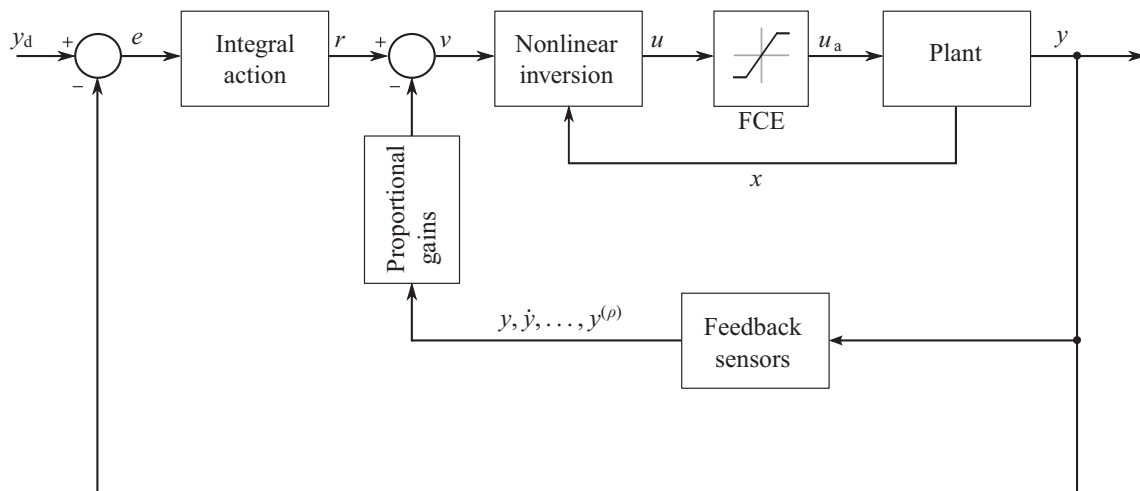 y_d
+
−
e
Integral
action
r
+
−
v
Nonlinear
inversion
u
FCE
u_a
Plant
y
x
Proportional
gains
y, ẏ, . . . , y^(ρ)
Feedback
sensors